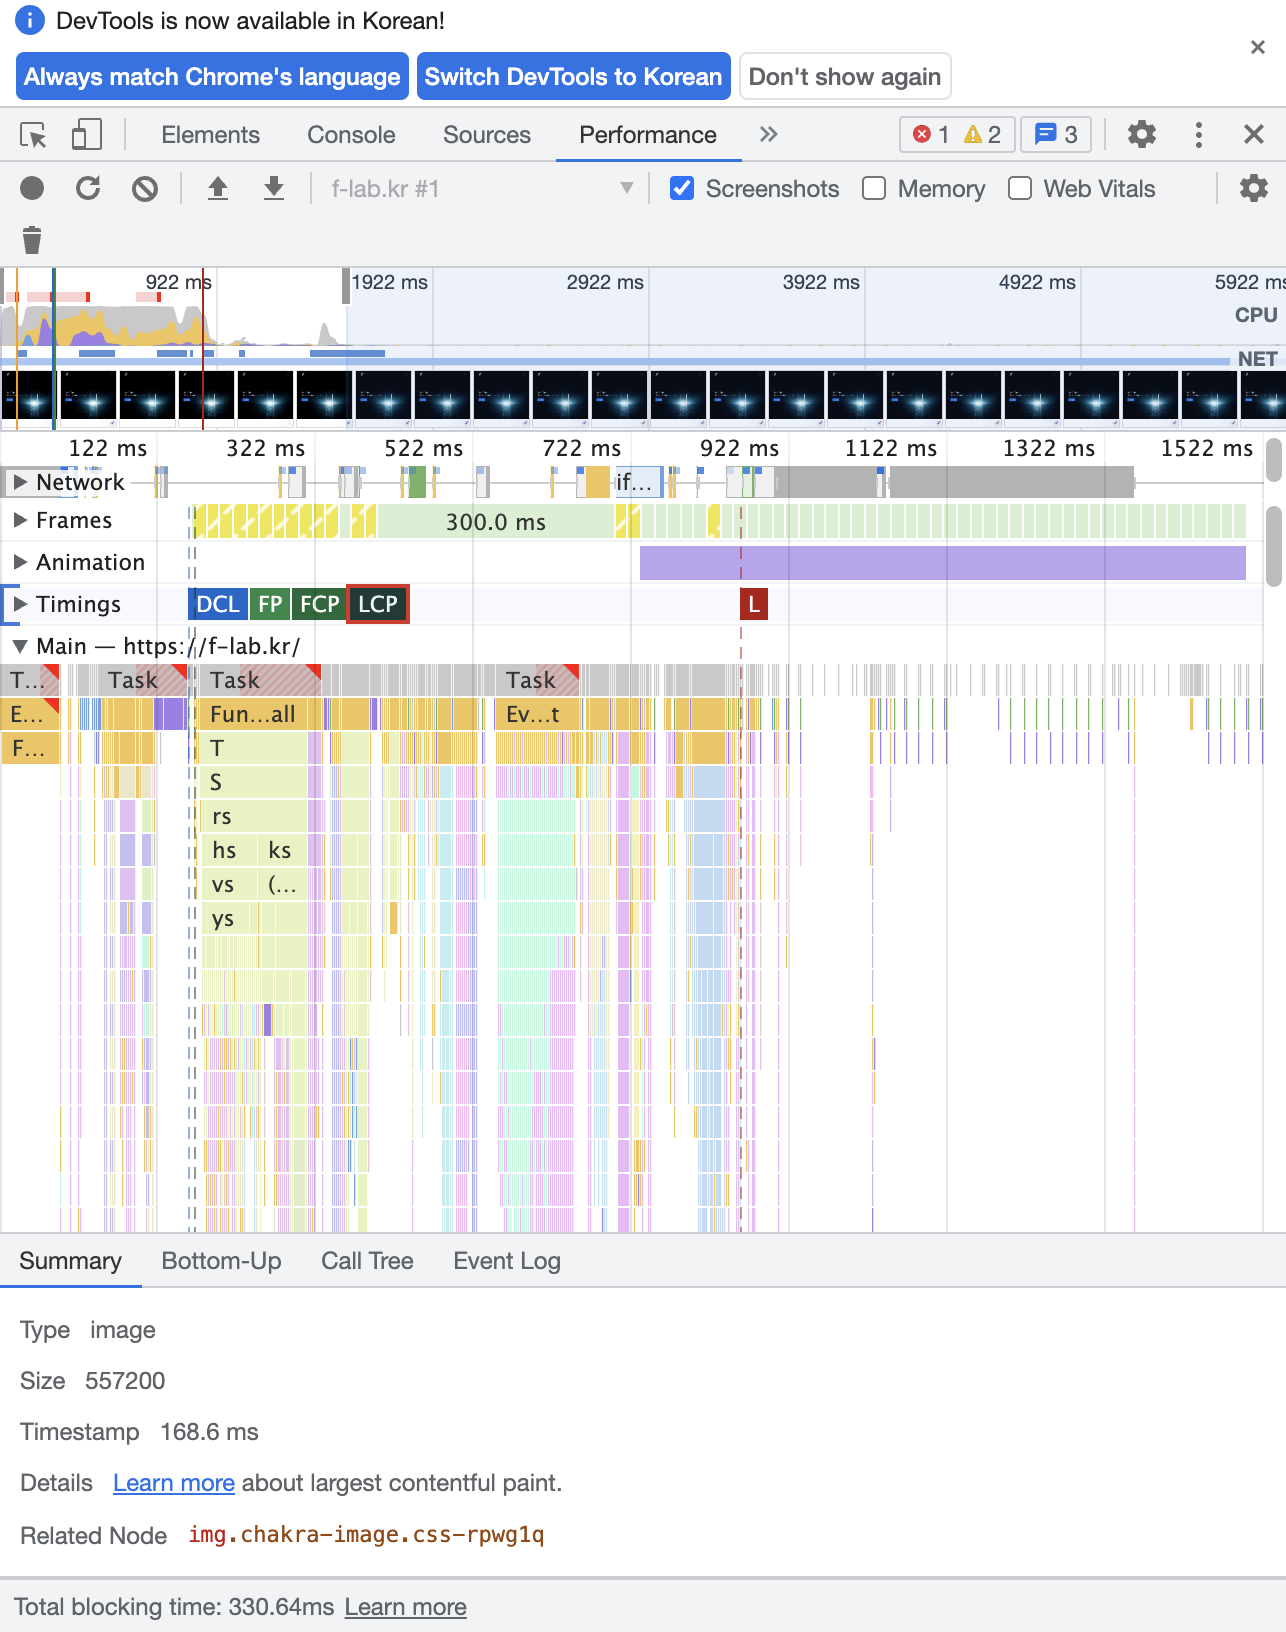 DevTools is now available in Korean!
Always match Chrome's language Switch DevTools to Korean Don't show again
Elements Console Sources Performance 1 2 3
f-lab.kr #1 Screenshots Memory Web Vitals
922 ms 1922 ms 2922 ms 3922 ms 4922 ms 5922 ms
CPU
NET
122 ms 322 ms 522 ms 722 ms 922 ms 1122 ms 1322 ms 1522 ms
Network if...
Frames 300.0 ms
Animation
Timings DCL FP FCP LCP L
Main — https://f-lab.kr/
T... Task Task Task
E... Fun...all Ev...t
F... T
S
rs
hs ks
vs (...
ys
Summary Bottom-Up Call Tree Event Log
Type image
Size 557200
Timestamp 168.6 ms
Details Learn more about largest contentful paint.
Related Node img.chakra-image.css-rpwg1q
Total blocking time: 330.64ms Learn more